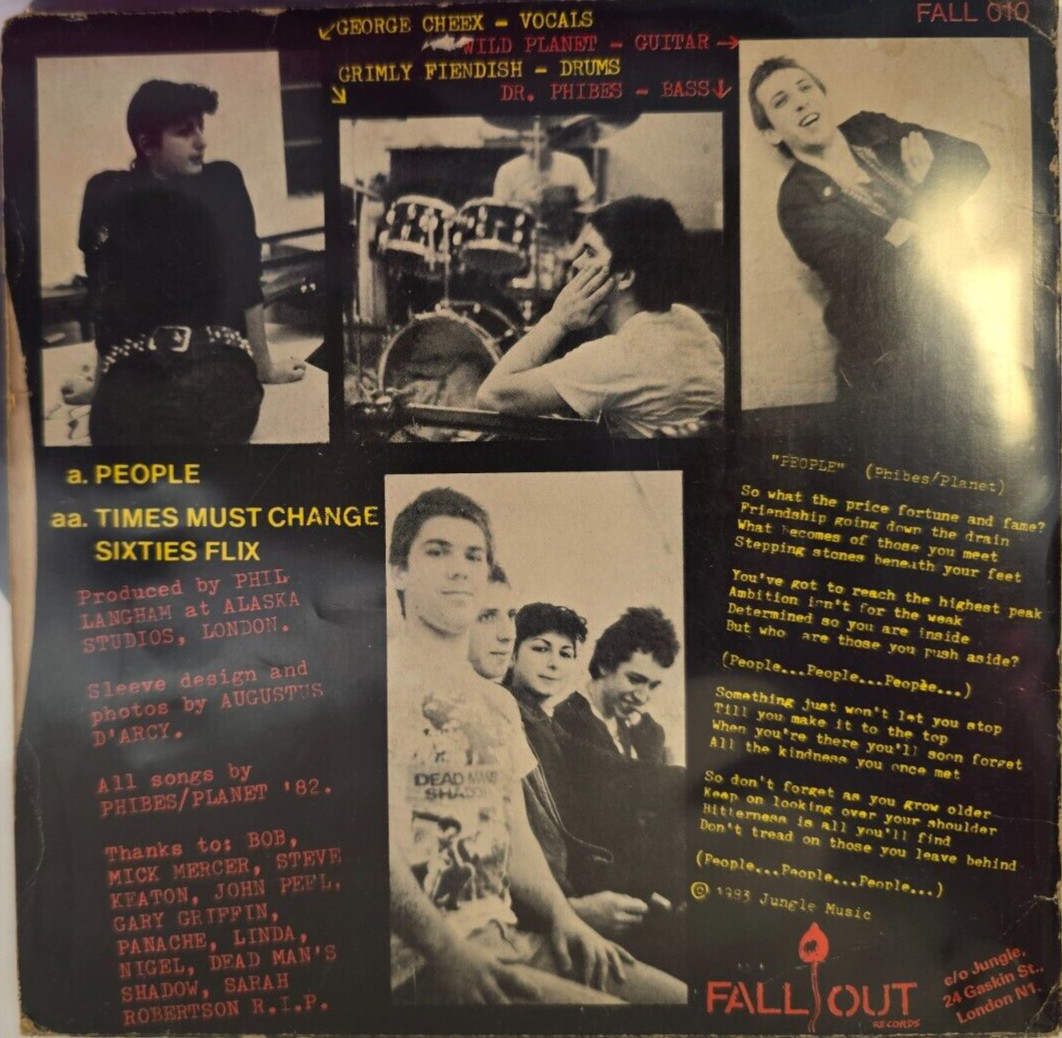 FALL 010
GEORGE CHEEX - VOCALS
WILD PLANET - GUITAR
GRIMLY FIENDISH - DRUMS
DR. PHIBES - BASS
a. PEOPLE
aa. TIMES MUST CHANGE
SIXTIES FLIX
Produced by PHIL
LANGHAM at ALASKA
STUDIOS, LONDON.
Sleeve design and
photos by AUGUSTUS
D'ARCY.
All songs by
PHIBES/PLANET '82.
Thanks to: BOB,
MICK MERCER, STEVE
KEATON, JOHN PEEL,
GARY GRIFFIN,
PANACHE, LINDA,
NIGEL, DEAD MAN'S
SHADOW, SARAH
ROBERTSON R.I.P.
DEAD MANS
SHADOW
"PEOPLE" (Phibes/Planet)
So what the price fortune and fame?
Friendship going down the drain
What becomes of those you meet
Stepping stones beneath your feet
You've got to reach the highest peak
Ambition isn't for the weak
Determined so you are inside
But who are those you push aside?
(People...People...People...)
Something just won't let you stop
Till you make it to the top
When you're there you'll soon forget
All the kindness you once met
So don't forget as you grow older
Keep on looking over your shoulder
Bitterness is all you'll find
Don't tread on those you leave behind
(People...People...People...)
© 1983 Jungle Music
FALL OUT
RECORDS
c/o Jungle,
24 Gaskin St.,
London N1.